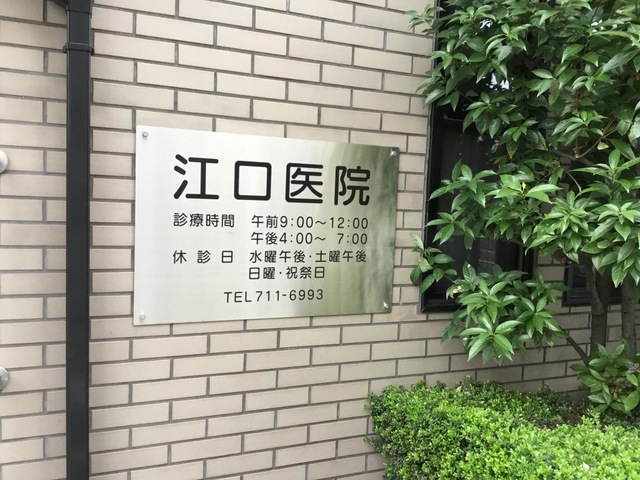 江口医院
診療時間 午前9:00~12:00
午後4:00~ 7:00
休診日 水曜午後・土曜午後
日曜・祝祭日
TEL711-6993